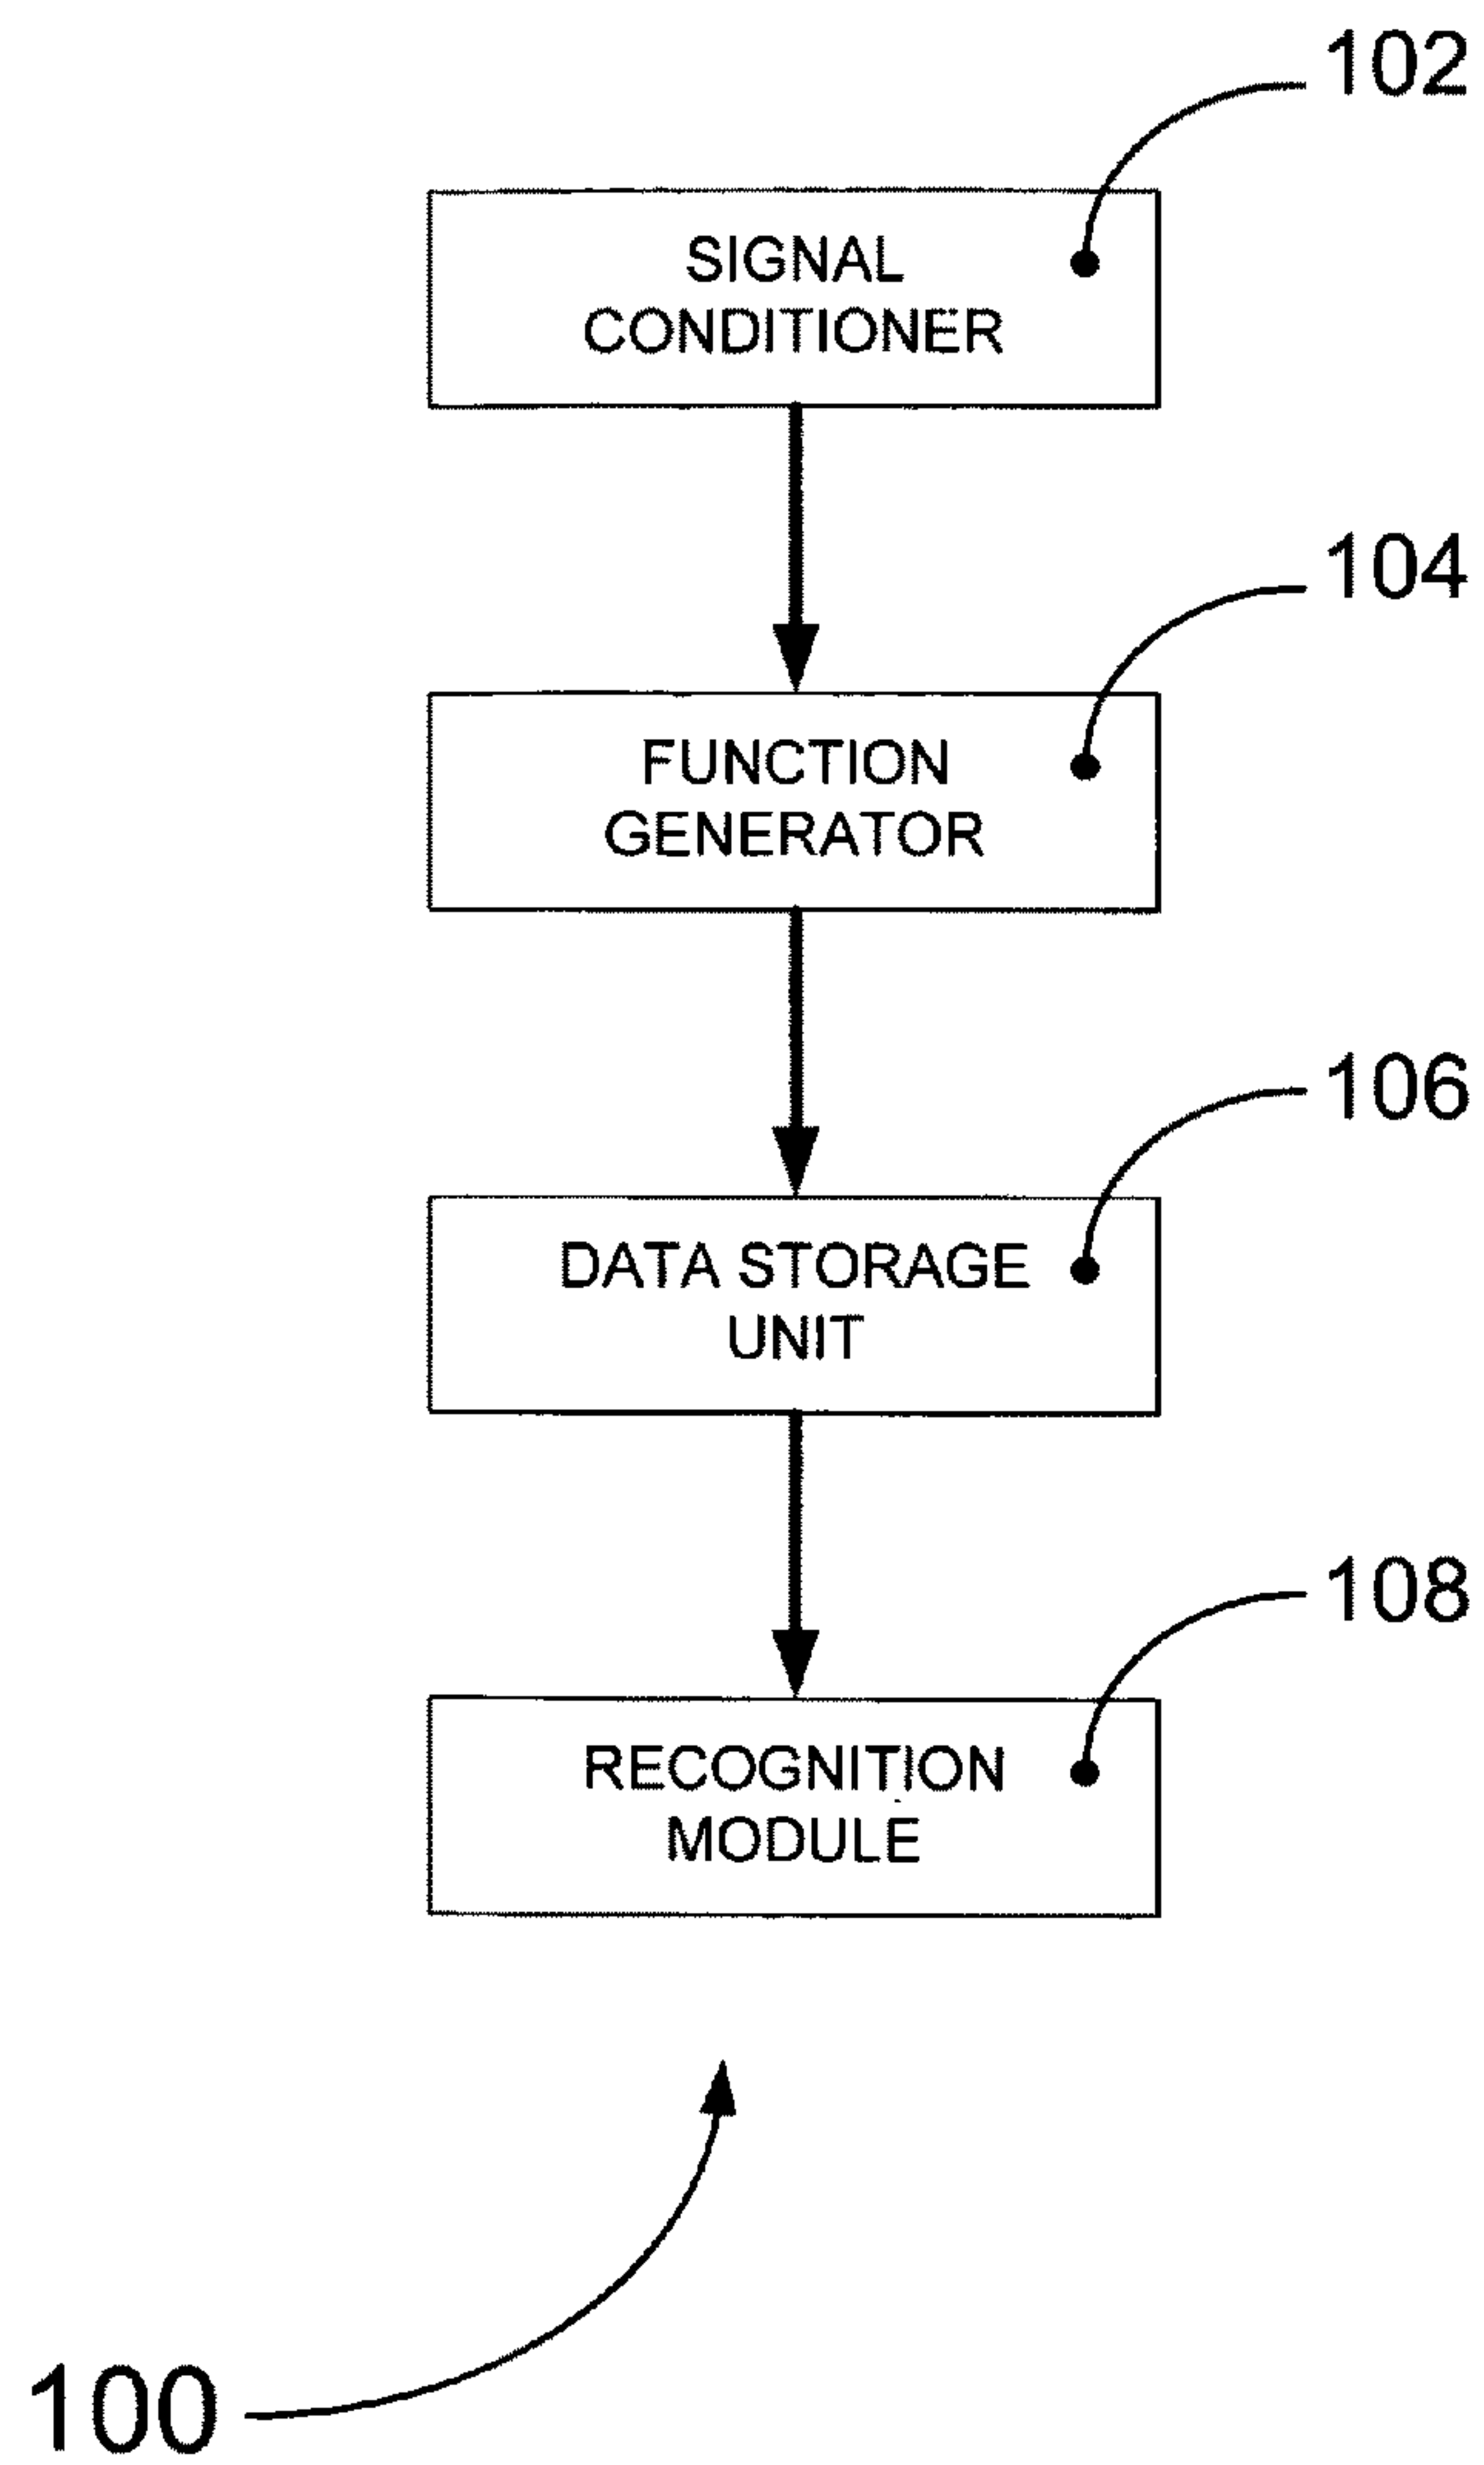 102
SIGNAL
CONDITIONER
104
FUNCTION
GENERATOR
106
DATA STORAGE
UNIT
108
RECOGNITION
MODULE
100